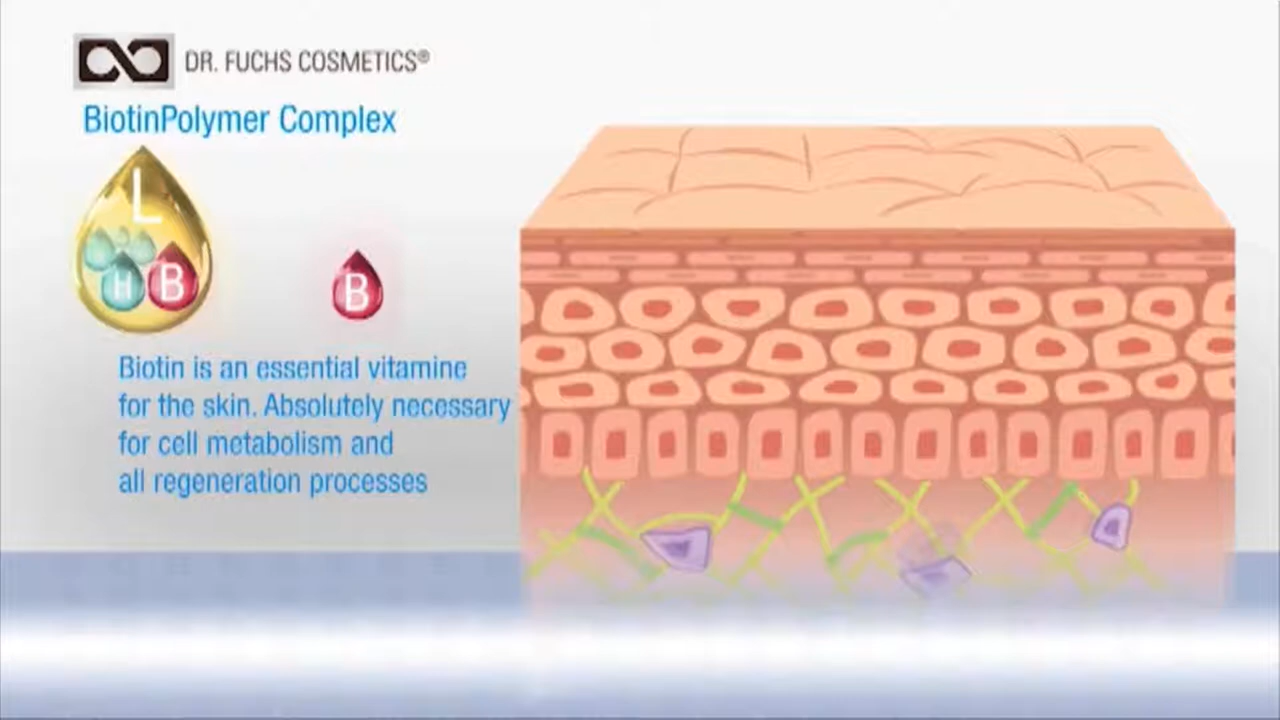 DR. FUCHS COSMETICS®
BiotinPolymer Complex
L
H B
B
Biotin is an essential vitamine
for the skin. Absolutely necessary
for cell metabolism and
all regeneration processes